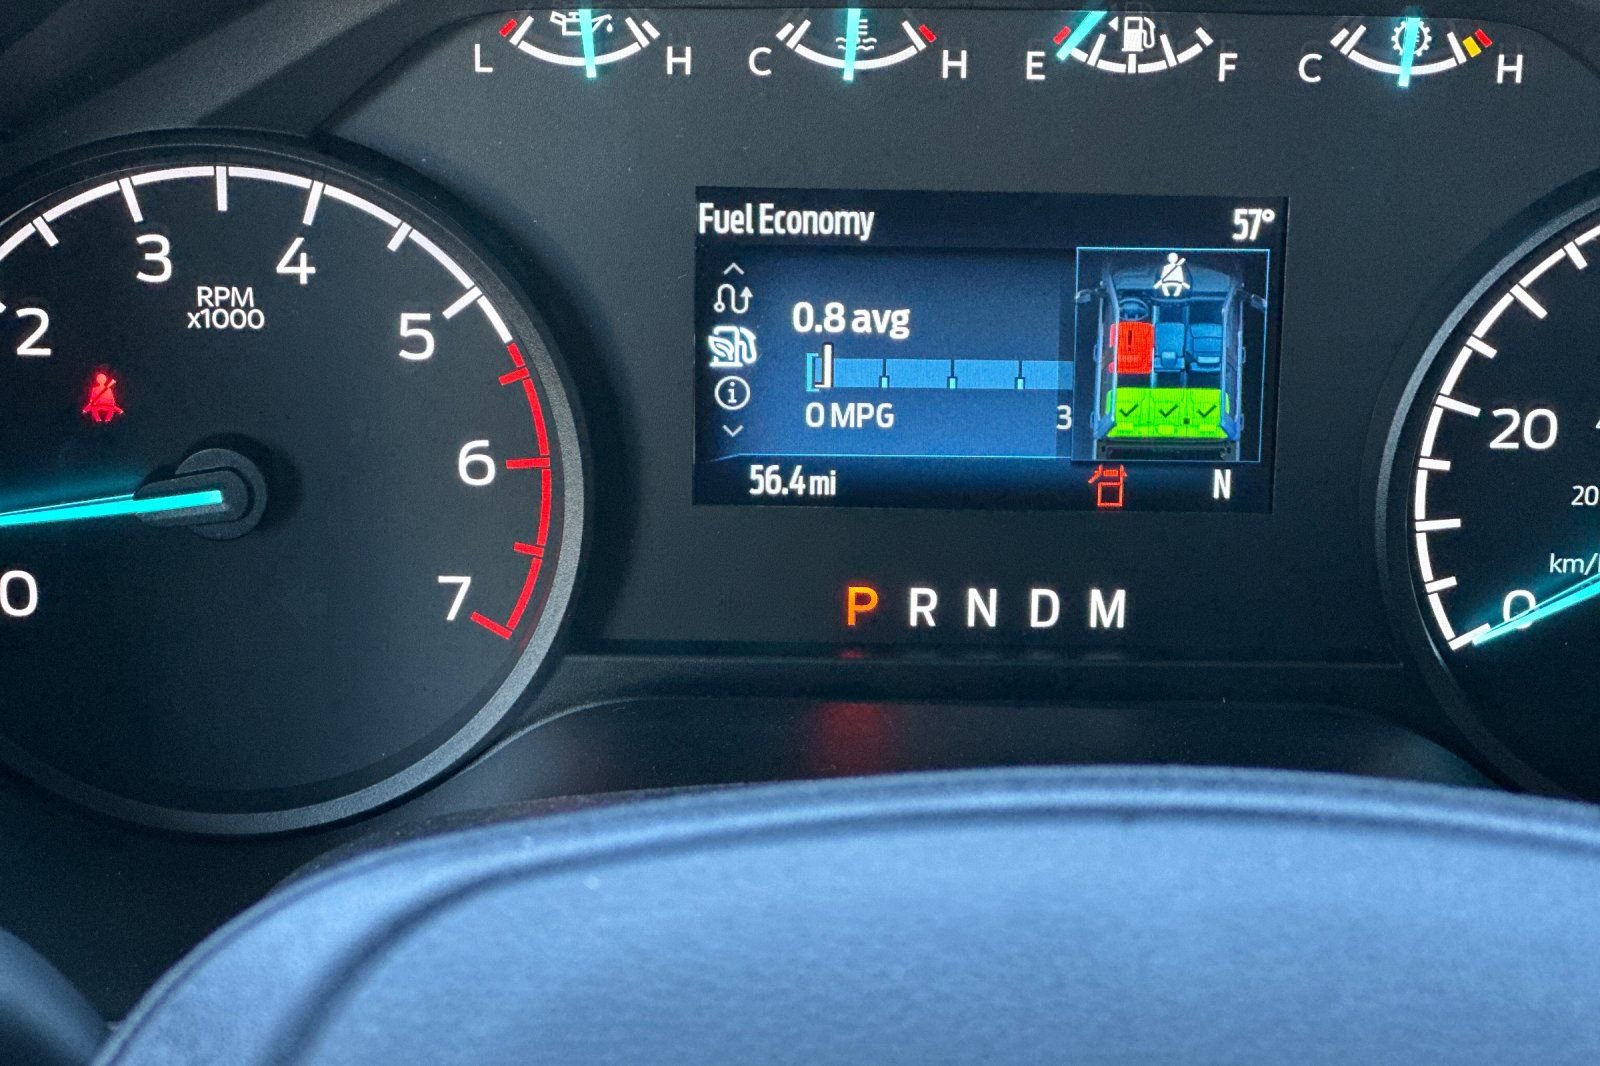 L H C H E F C H
Fuel Economy 57°
3 4
RPM
x1000
2 5
0.8 avg
0 MPG 3
6
20
20
56.4 mi N
km/
7
0
0
P R N D M